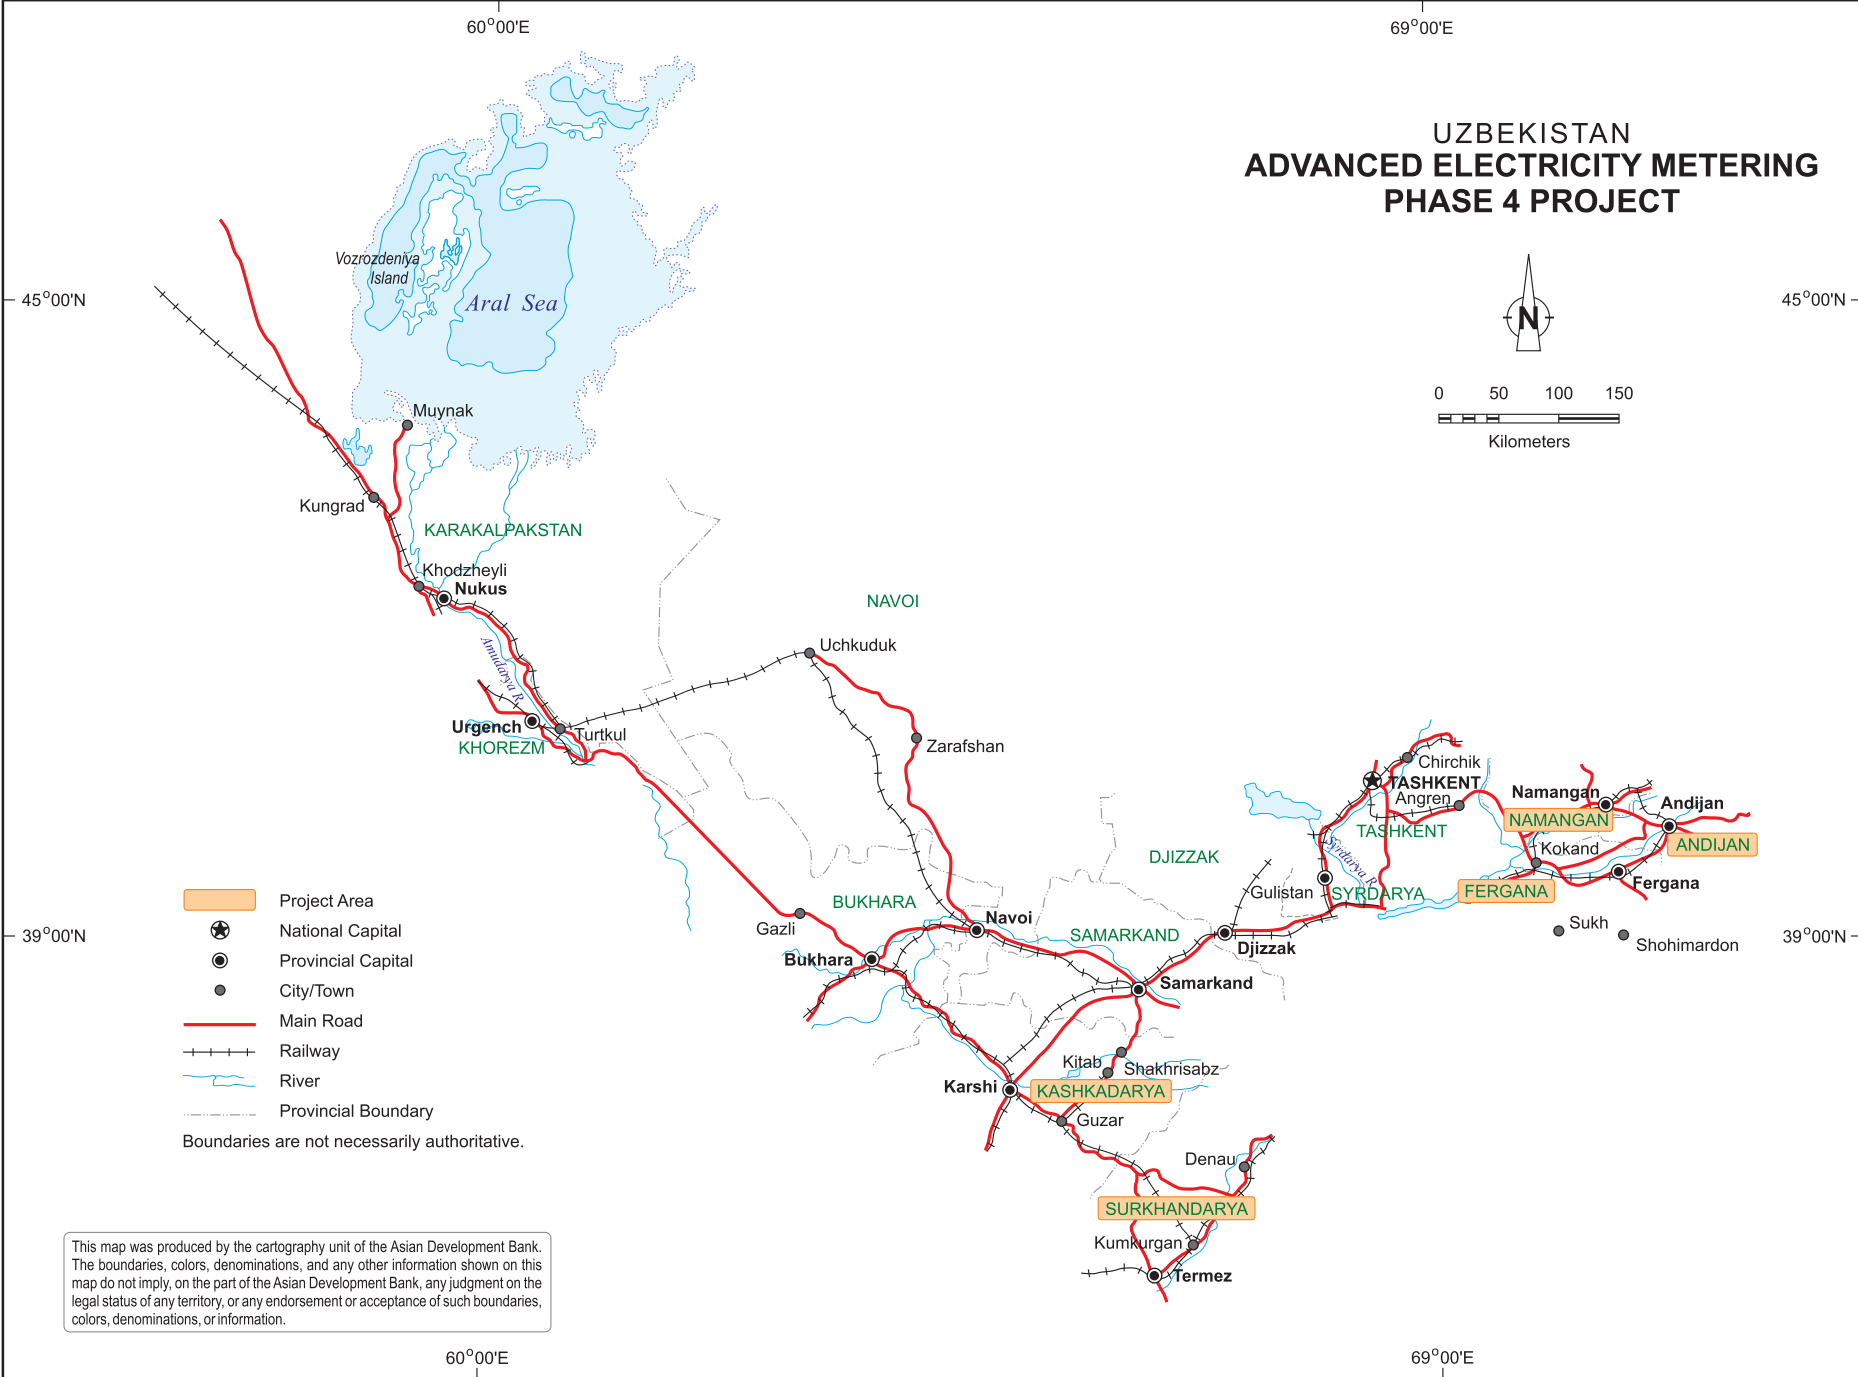 60°00'E
69°00'E
UZBEKISTAN
ADVANCED ELECTRICITY METERING
PHASE 4 PROJECT
Vozrozdeniya
Island
Aral Sea
45°00'N
45°00'N
N
0 50 100 150
Kilometers
Muynak
Kungrad
KARAKALPAKSTAN
Khodzheyli
Nukus
NAVOI
Uchkuduk
Amudarya R.
Urgench
Turtkul
KHOREZM
Zarafshan
Chirchik
TASHKENT
Angren
Namangan
Andijan
NAMANGAN
TASHKENT
ANDIJAN
Kokand
Syrdarya R.
DJIZZAK
Gulistan
SYRDARYA
FERGANA
Fergana
BUKHARA
Gazli
Navoi
SAMARKAND
Djizzak
Sukh
Shohimardon
39°00'N
39°00'N
Bukhara
Samarkand
Kitab
Shakhrisabz
Karshi
KASHKADARYA
Guzar
Denau
SURKHANDARYA
Kumkurgan
Termez
Project Area
National Capital
Provincial Capital
City/Town
Main Road
Railway
River
Provincial Boundary
Boundaries are not necessarily authoritative.
This map was produced by the cartography unit of the Asian Development Bank.
The boundaries, colors, denominations, and any other information shown on this
map do not imply, on the part of the Asian Development Bank, any judgment on the
legal status of any territory, or any endorsement or acceptance of such boundaries,
colors, denominations, or information.
60°00'E
69°00'E